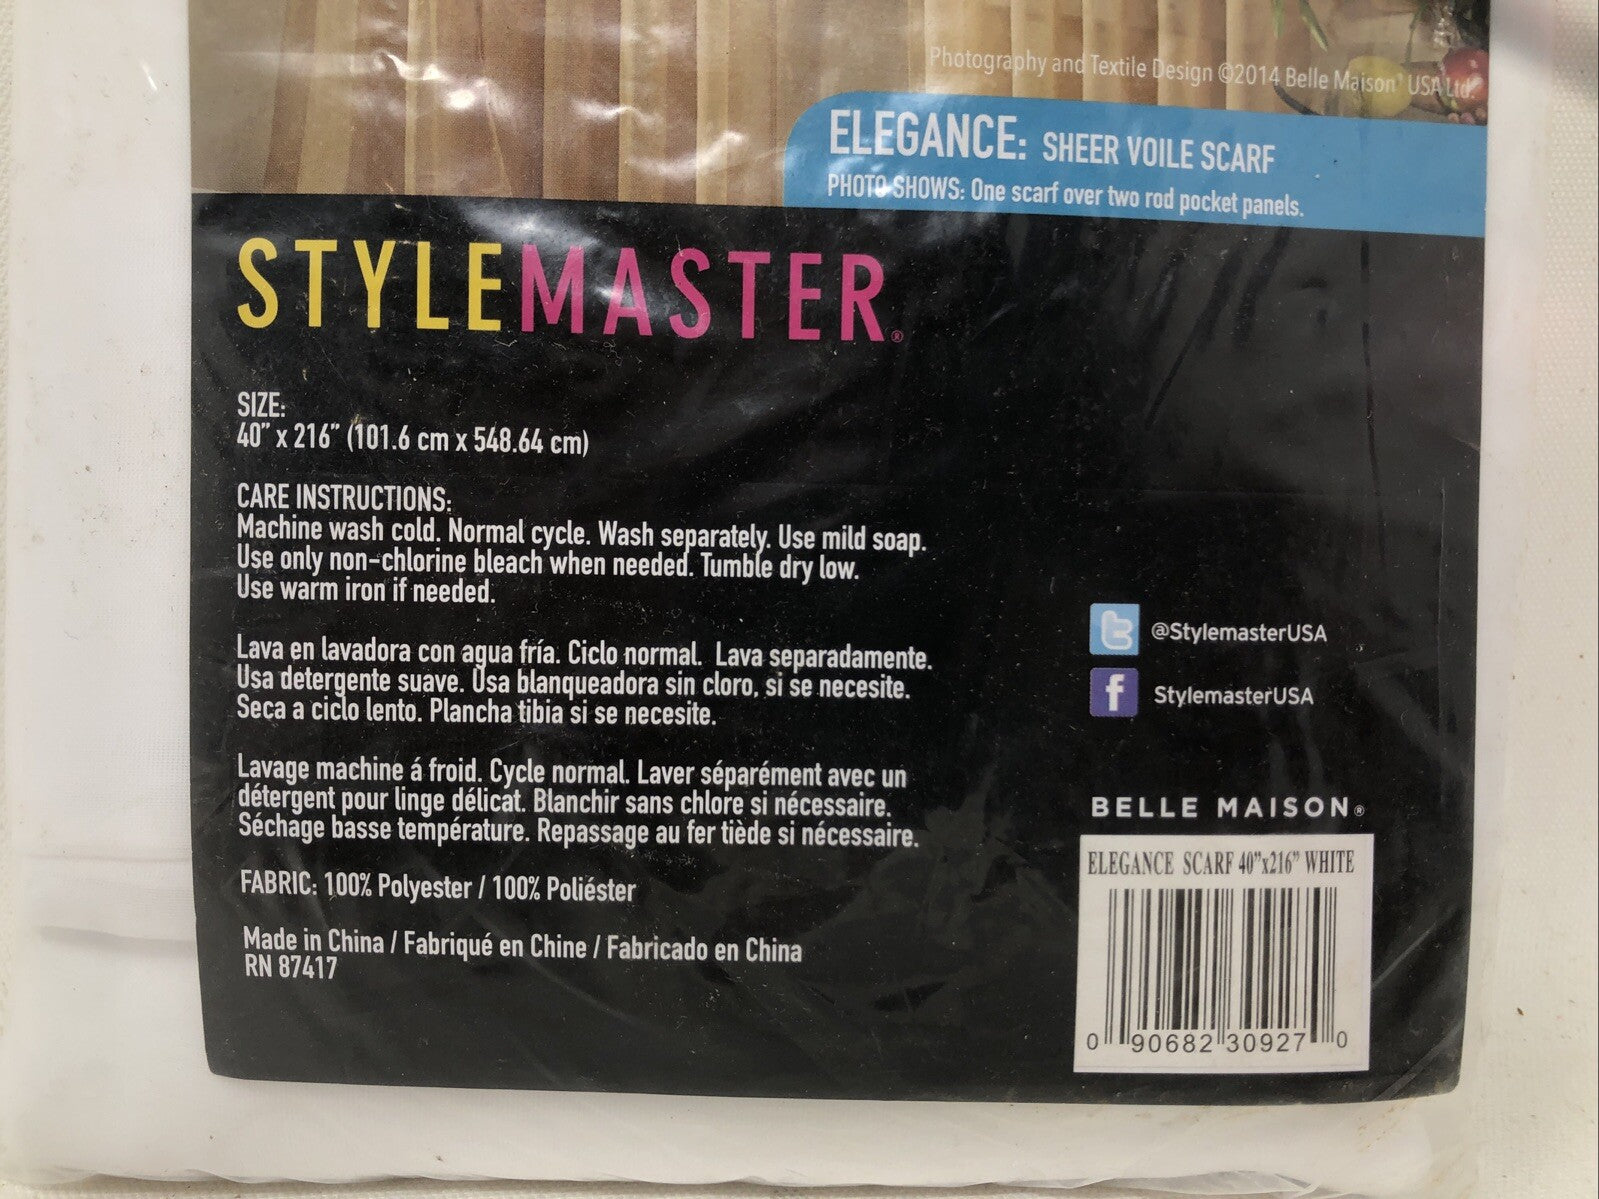 Photography and Textile Design ©2014 Belle Maison® USA Ltd.
ELEGANCE: SHEER VOILE SCARF
PHOTO SHOWS: One scarf over two rod pocket panels.
STYLEMASTER®
SIZE:
40” x 216” (101.6 cm x 548.64 cm)
CARE INSTRUCTIONS:
Machine wash cold. Normal cycle. Wash separately. Use mild soap.
Use only non-chlorine bleach when needed. Tumble dry low.
Use warm iron if needed.
Lava en lavadora con agua fría. Ciclo normal. Lava separadamente.
Usa detergente suave. Usa blanqueadora sin cloro, si se necesite.
Seca a ciclo lento. Plancha tibia si se necesite.
Lavage machine á froid. Cycle normal. Laver séparément avec un
détergent pour linge délicat. Blanchir sans chlore si nécessaire.
Séchage basse température. Repassage au fer tiède si nécessaire.
FABRIC: 100% Polyester / 100% Poliéster
Made in China / Fabriqué en Chine / Fabricado en China
RN 87417
@StylemasterUSA
StylemasterUSA
BELLE MAISON®
ELEGANCE SCARF 40”x216” WHITE
0 90682 30927 0